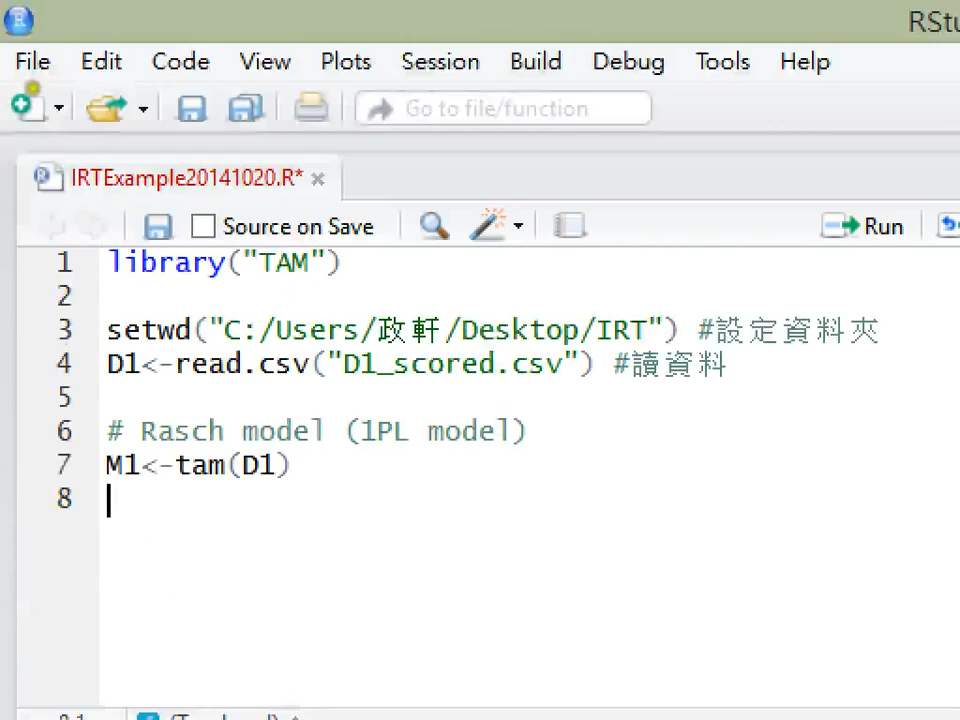 RStu
File Edit Code View Plots Session Build Debug Tools Help
Go to file/function
IRTExample20141020.R*
Source on Save Run
1 library("TAM")
2
3 setwd("C:/Users/政軒/Desktop/IRT") #設定資料夾
4 D1<-read.csv("D1_scored.csv") #讀資料
5
6 # Rasch model (1PL model)
7 M1<-tam(D1)
8